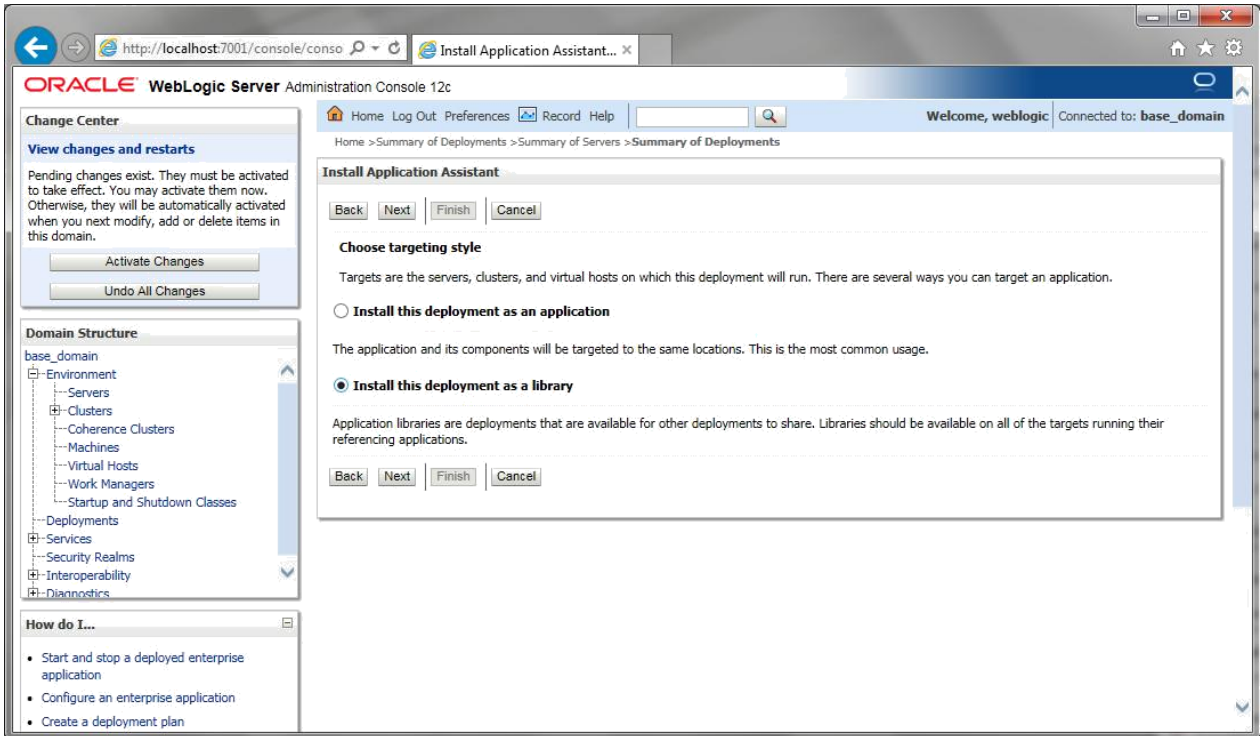 http://localhost:7001/console/conso
Install Application Assistant...
ORACLE WebLogic Server Administration Console 12c
Change Center
View changes and restarts
Pending changes exist. They must be activated
to take effect. You may activate them now.
Otherwise, they will be automatically activated
when you next modify, add or delete items in
this domain.
Activate Changes
Undo All Changes
Domain Structure
base_domain
Environment
Servers
Clusters
Coherence Clusters
Machines
Virtual Hosts
Work Managers
Startup and Shutdown Classes
Deployments
Services
Security Realms
Interoperability
Diagnostics
How do I...
Start and stop a deployed enterprise
application
Configure an enterprise application
Create a deployment plan
Home Log Out Preferences Record Help
Welcome, weblogic Connected to: base_domain
Home >Summary of Deployments >Summary of Servers >Summary of Deployments
Install Application Assistant
Back Next Finish Cancel
Choose targeting style
Targets are the servers, clusters, and virtual hosts on which this deployment will run. There are several ways you can target an application.
Install this deployment as an application
The application and its components will be targeted to the same locations. This is the most common usage.
Install this deployment as a library
Application libraries are deployments that are available for other deployments to share. Libraries should be available on all of the targets running their
referencing applications.
Back Next Finish Cancel